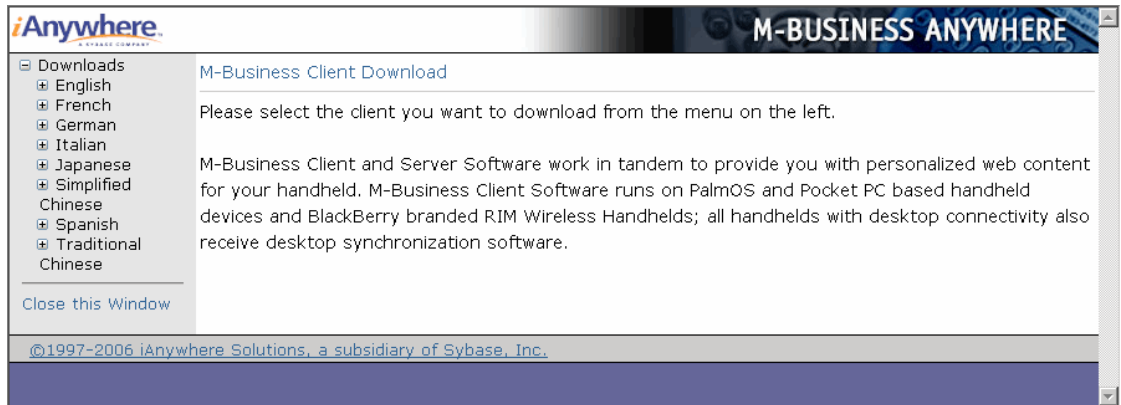 iAnywhere
A SYBASE COMPANY
M-BUSINESS ANYWHERE
Downloads
English
French
German
Italian
Japanese
Simplified
Chinese
Spanish
Traditional
Chinese
Close this Window
M-Business Client Download
Please select the client you want to download from the menu on the left.
M-Business Client and Server Software work in tandem to provide you with personalized web content
for your handheld. M-Business Client Software runs on PalmOS and Pocket PC based handheld
devices and BlackBerry branded RIM Wireless Handhelds; all handhelds with desktop connectivity also
receive desktop synchronization software.
©1997-2006 iAnywhere Solutions, a subsidiary of Sybase, Inc.